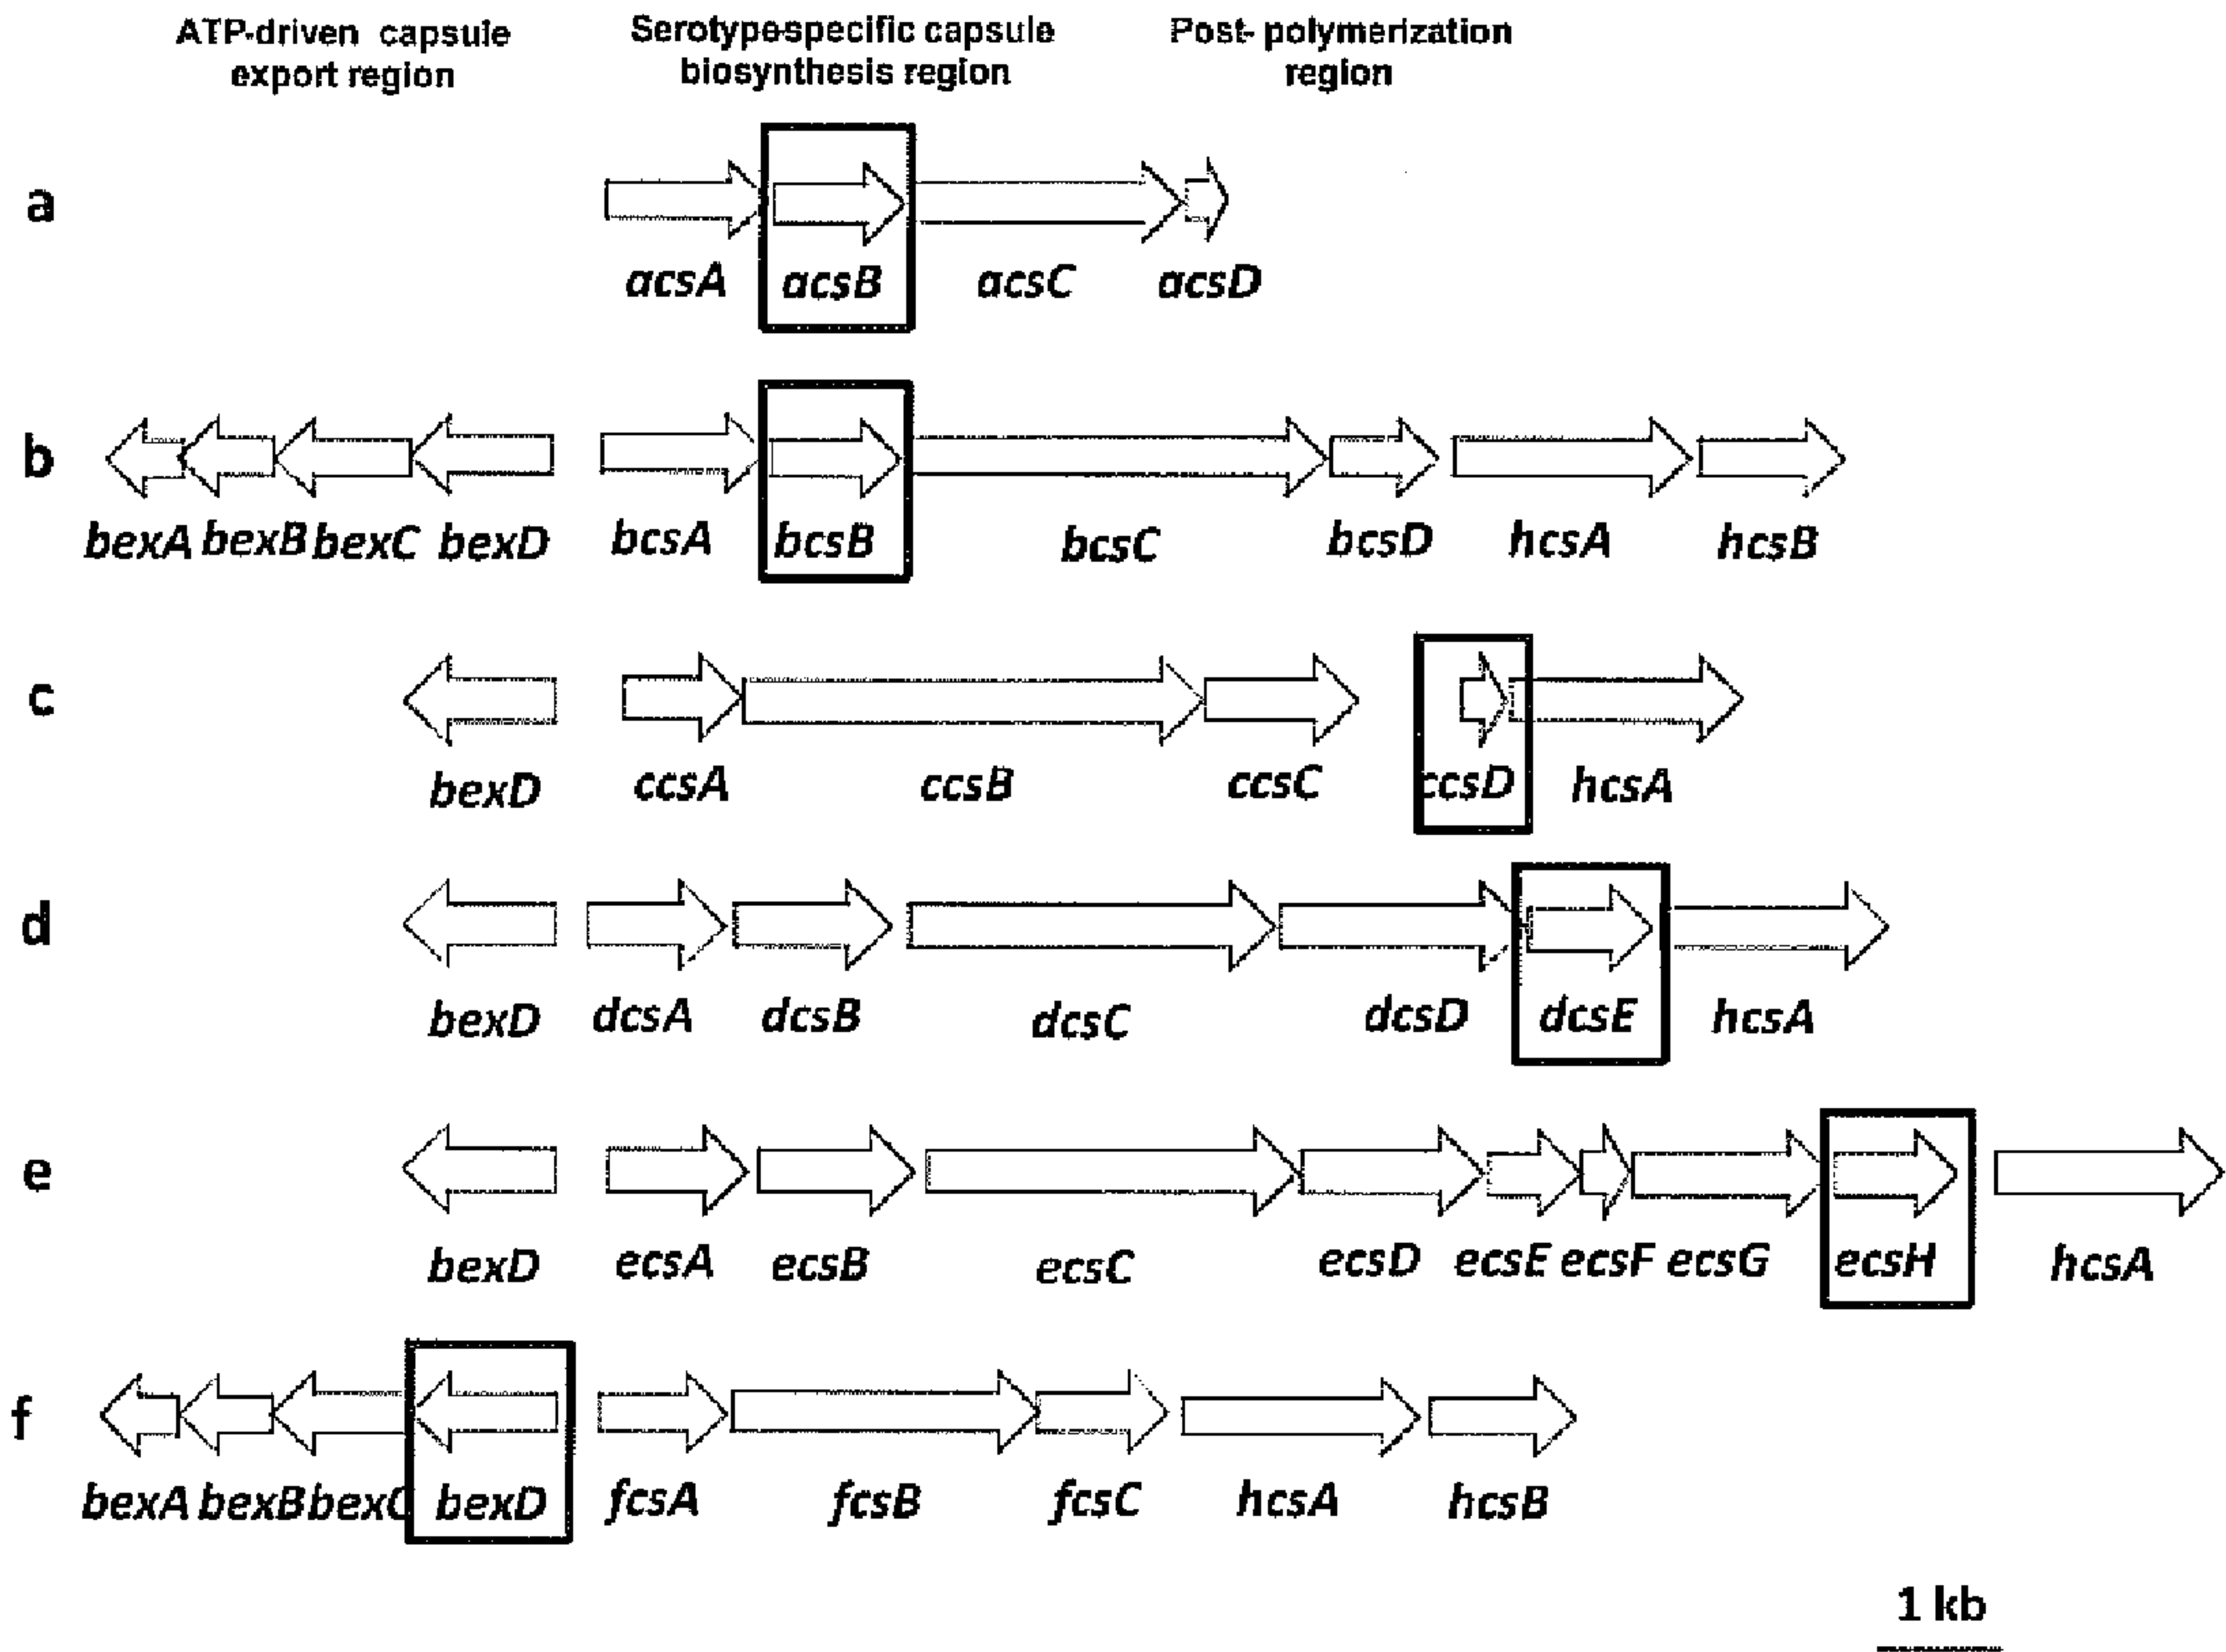 ATP-driven capsule export region
Serotype-specific capsule biosynthesis region
Post-polymerization region
a
acsA acsB acsC acsD
b
bexA bexB bexC bexD bcsA bcsB bcsC bcsD hcsA hcsB
c
bexD ccsA ccsB ccsC ccsD hcsA
d
bexD dcsA dcsB dcsC dcsD dcsE hcsA
e
bexD ecsA ecsB ecsC ecsD ecsE ecsF ecsG ecsH hcsA
f
bexA bexB bexC bexD fcsA fcsB fcsC hcsA hcsB
1 kb